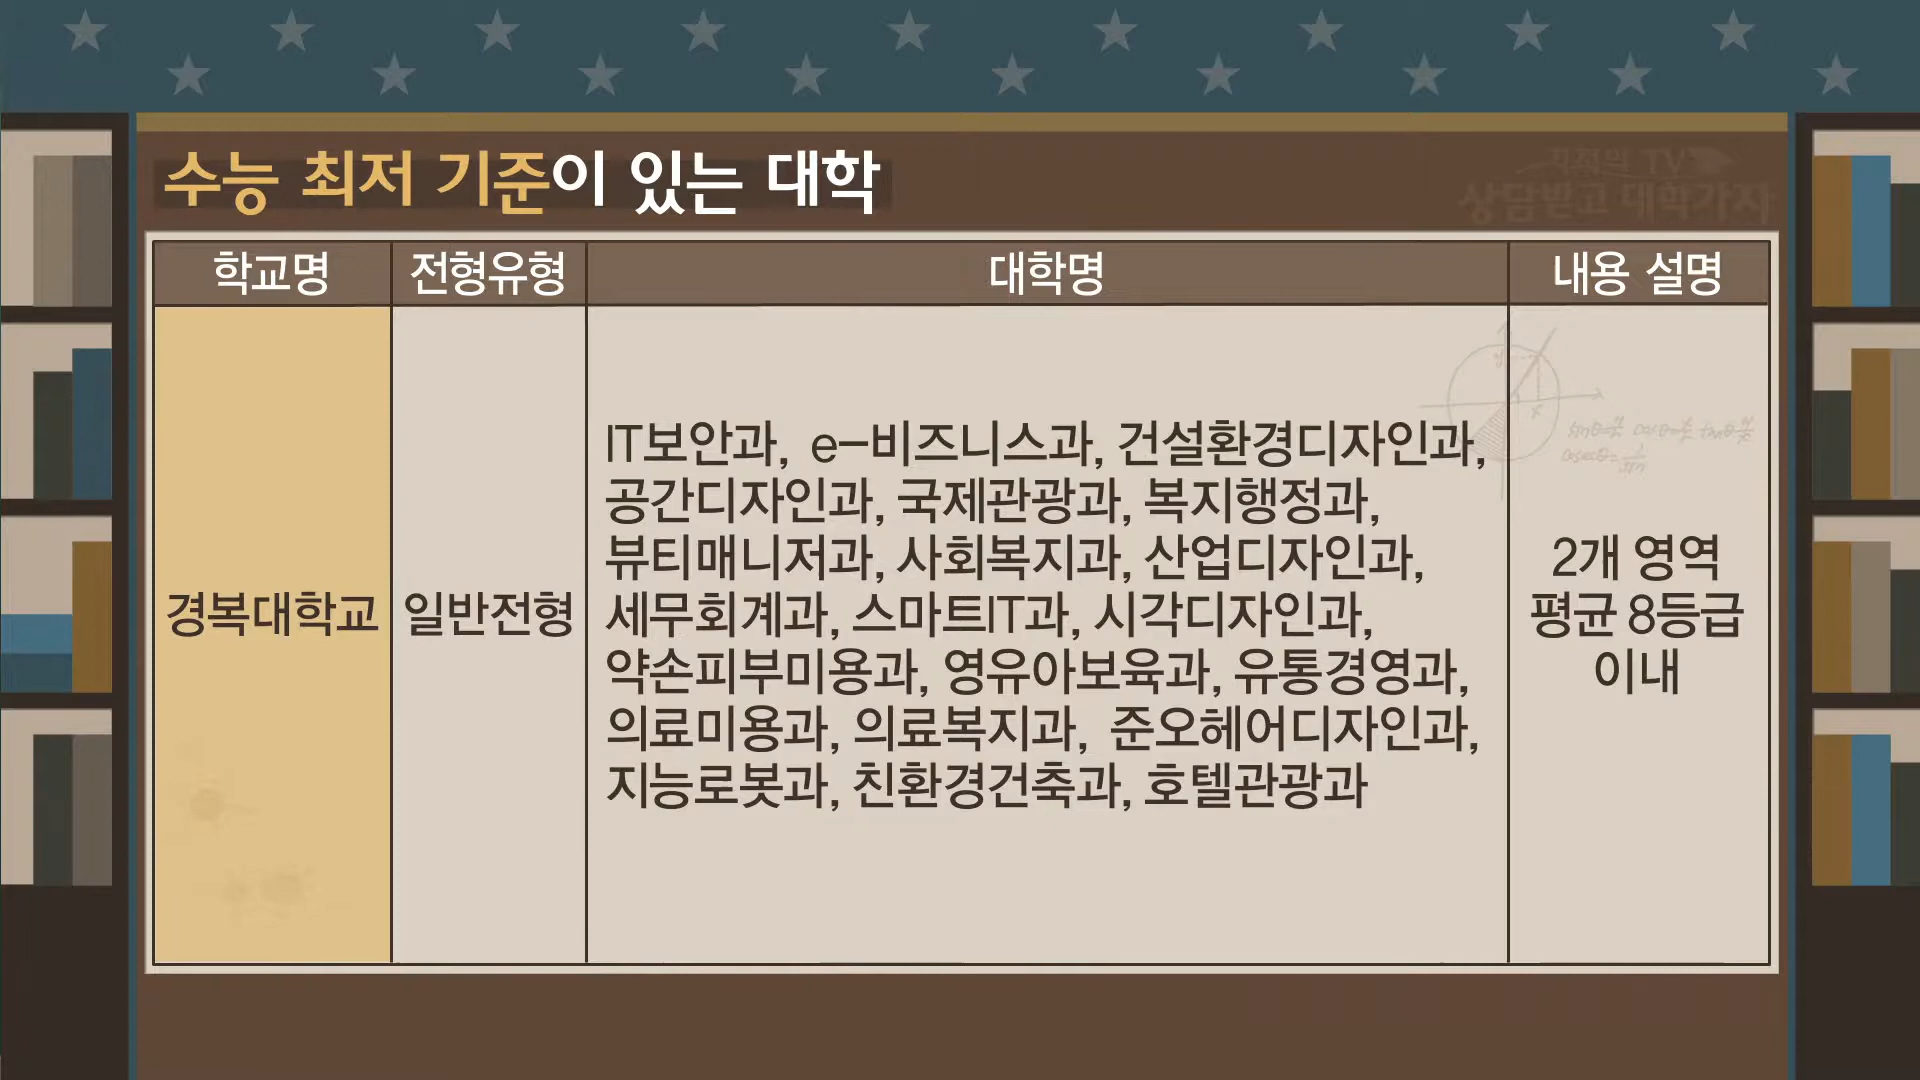 수능 최저 기준이 있는 대학
상담받고 대학가자
학교명 전형유형 대학명 내용 설명
경복대학교
일반전형
IT보안과, e-비즈니스과, 건설환경디자인과,
공간디자인과, 국제관광과, 복지행정과,
뷰티매니저과, 사회복지과, 산업디자인과,
세무회계과, 스마트IT과, 시각디자인과,
약손피부미용과, 영유아보육과, 유통경영과,
의료미용과, 의료복지과, 준오헤어디자인과,
지능로봇과, 친환경건축과, 호텔관광과
2개 영역
평균 8등급
이내